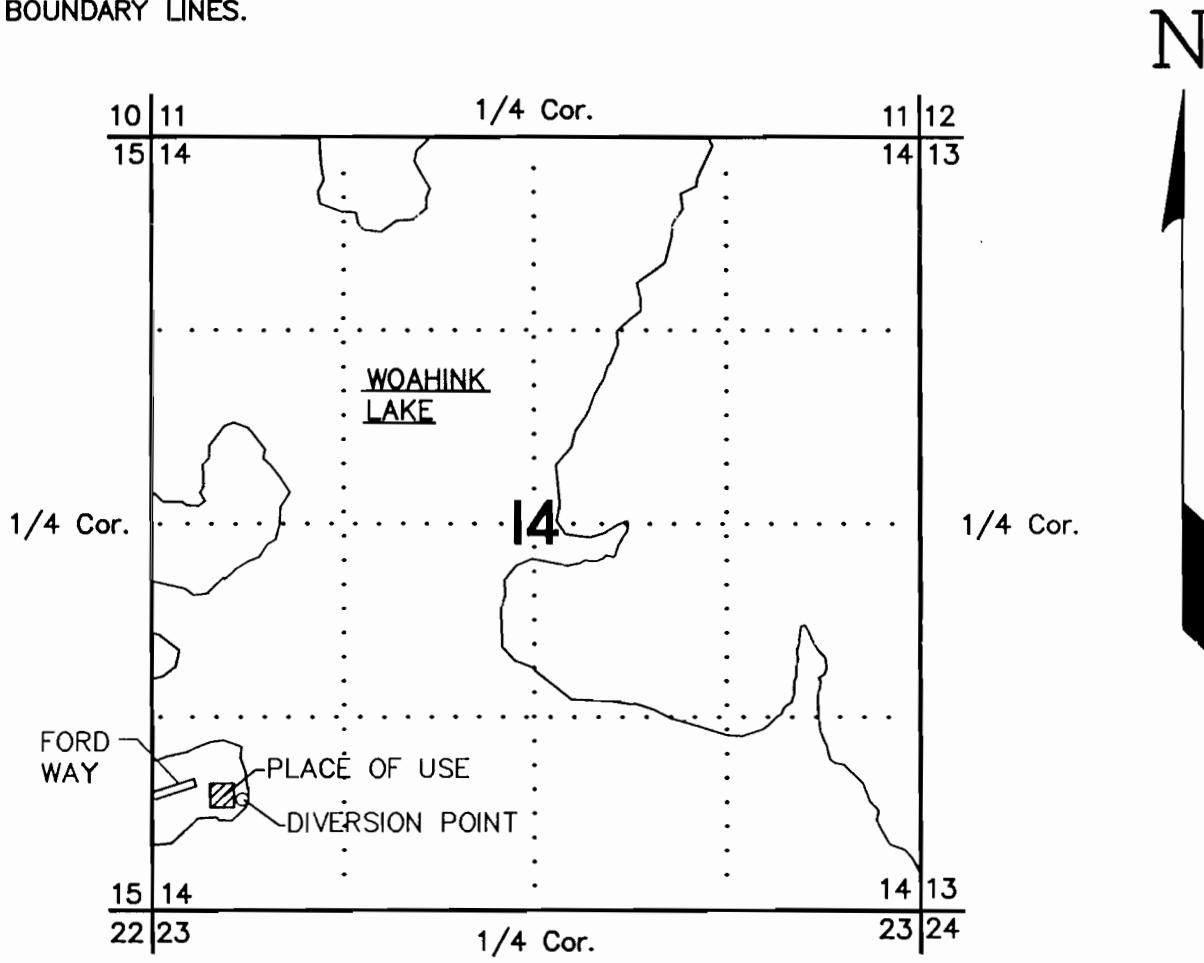 BOUNDARY LINES.
N
10 11
1/4 Cor.
11 12
15 14
14 13
WOAHINK
LAKE
1/4 Cor.
14
1/4 Cor.
FORD
WAY
PLACE OF USE
DIVERSION POINT
15 14
14 13
22 23
1/4 Cor.
23 24